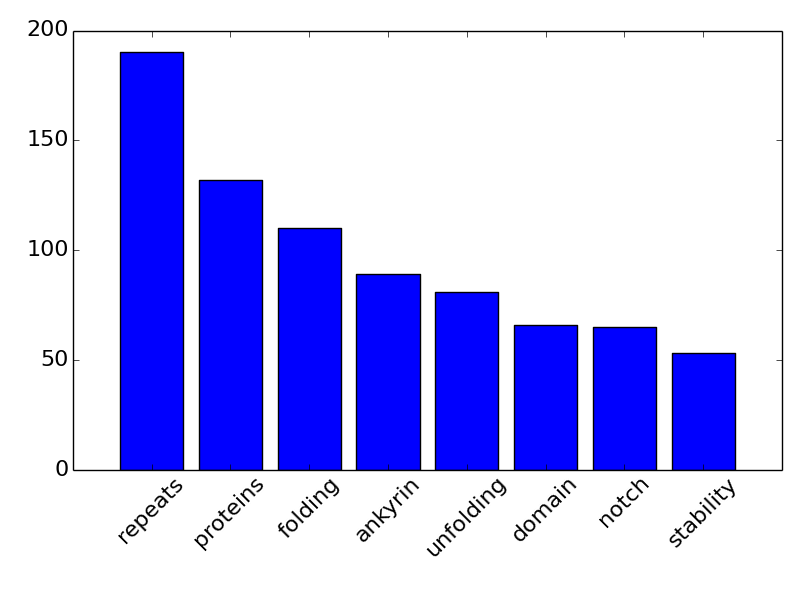 200
150
100
50
0
repeats
proteins
folding
ankyrin
unfolding
domain
notch
stability